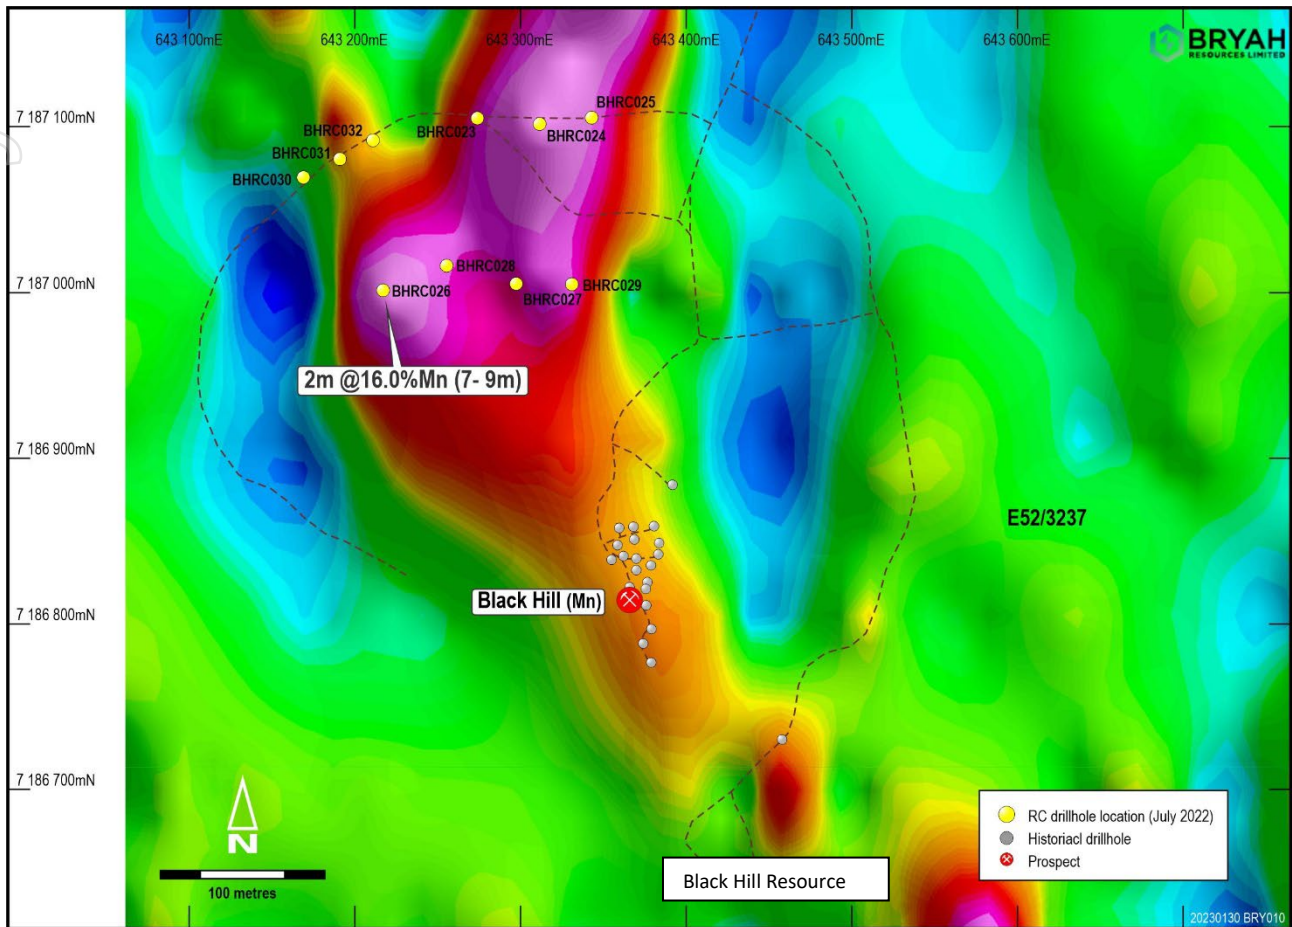 643 100mE
643 200mE
643 300mE
643 400mE
643 500mE
643 600mE
BRYAH
RESOURCES LIMITED
7 187 100mN
BHRC025
BHRC032
BHRC023
BHRC024
BHRC031
BHRC030
BHRC028
7 187 000mN
BHRC026
BHRC029
BHRC027
2m @16.0%Mn (7- 9m)
7 186 900mN
E52/3237
Black Hill (Mn)
7 186 800mN
7 186 700mN
N
100 metres
RC drillhole location (July 2022)
Historiacl drillhole
Prospect
Black Hill Resource
20230130 BRY010